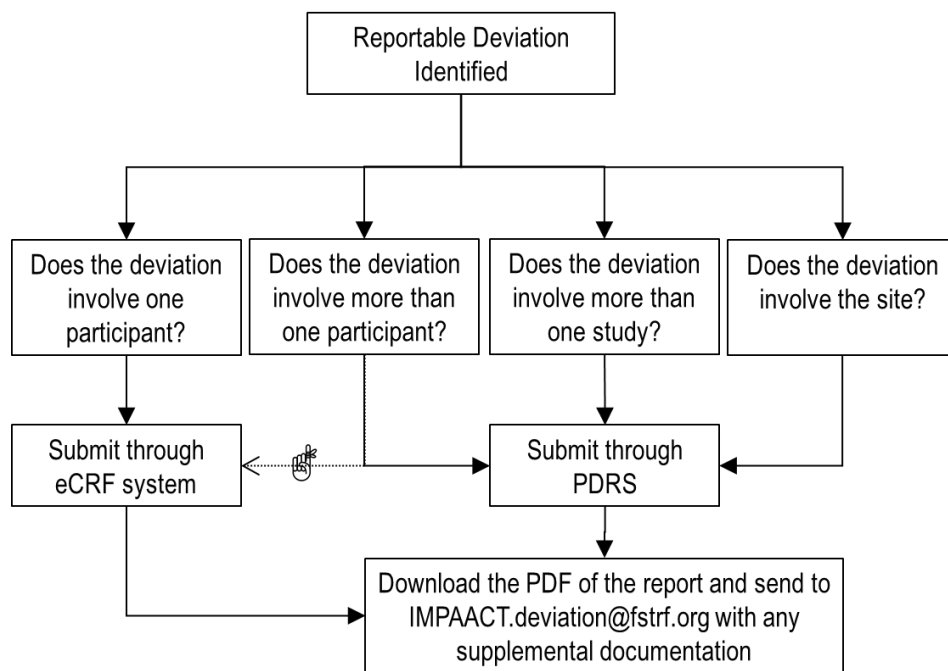 Reportable Deviation
Identified
Does the deviation
involve one
participant?
Does the deviation
involve more than
one participant?
Does the deviation
involve more than
one study?
Does the deviation
involve the site?
Submit through
eCRF system
Submit through
PDRS
Download the PDF of the report and send to
IMPAACT.deviation@fstrf.org with any
supplemental documentation